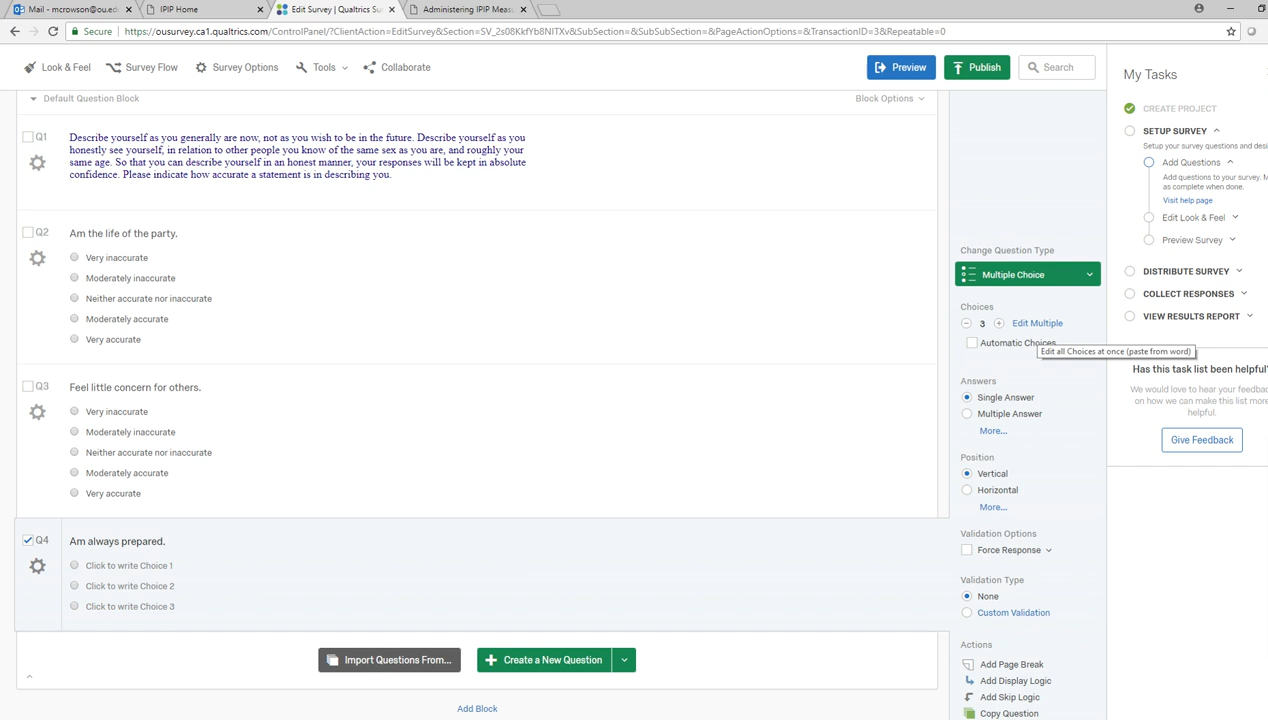 Mail - mcrowson@ou.ed
IPIP Home
Edit Survey | Qualtrics Su
Administering IPIP Meas
Secure
https://ousurvey.ca1.qualtrics.com/ControlPanel/?ClientAction=EditSurvey&Section=SV_2s08KkfYb8NITXv&SubSection=&SubSubSection=&PageActionOptions=&TransactionID=3&Repeatable=0
Look & Feel
Survey Flow
Survey Options
Tools
Collaborate
Preview
Publish
Search
My Tasks
Default Question Block
Block Options
CREATE PROJECT
SETUP SURVEY
Setup your survey questions and desi
Add Questions
Add questions to your survey. M
as complete when done.
Visit help page
Edit Look & Feel
Preview Survey
DISTRIBUTE SURVEY
COLLECT RESPONSES
VIEW RESULTS REPORT
Has this task list been helpful?
We would love to hear your feedbac
on how we can make this list more
helpful.
Give Feedback
Q1
Describe yourself as you generally are now, not as you wish to be in the future. Describe yourself as you
honestly see yourself, in relation to other people you know of the same sex as you are, and roughly your
same age. So that you can describe yourself in an honest manner, your responses will be kept in absolute
confidence. Please indicate how accurate a statement is in describing you.
Q2
Am the life of the party.
Very inaccurate
Moderately inaccurate
Neither accurate nor inaccurate
Moderately accurate
Very accurate
Q3
Feel little concern for others.
Very inaccurate
Moderately inaccurate
Neither accurate nor inaccurate
Moderately accurate
Very accurate
Q4
Am always prepared.
Click to write Choice 1
Click to write Choice 2
Click to write Choice 3
Import Questions From...
Create a New Question
Add Block
Change Question Type
Multiple Choice
Choices
3
Edit Multiple
Automatic Choices
Edit all Choices at once (paste from word)
Answers
Single Answer
Multiple Answer
More...
Position
Vertical
Horizontal
More...
Validation Options
Force Response
Validation Type
None
Custom Validation
Actions
Add Page Break
Add Display Logic
Add Skip Logic
Copy Question